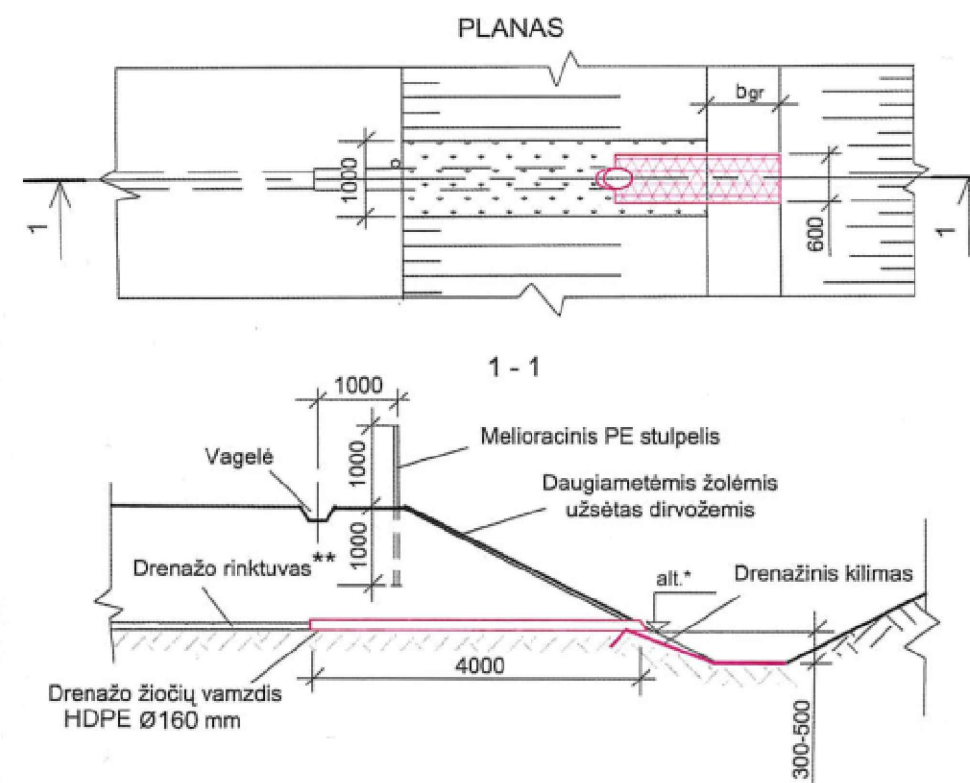 PLANAS
bgr
1000
600
1
1
1 - 1
1000
1000
Melioracinis PE stulpelis
Vagelė
Daugiametėmis žolėmis
užsėtas dirvožemis
1000
**
Drenažo rinktuvas
alt.*
Drenažinis kilimas
4000
Drenažo žiočių vamzdis
HDPE Ø160 mm
300-500